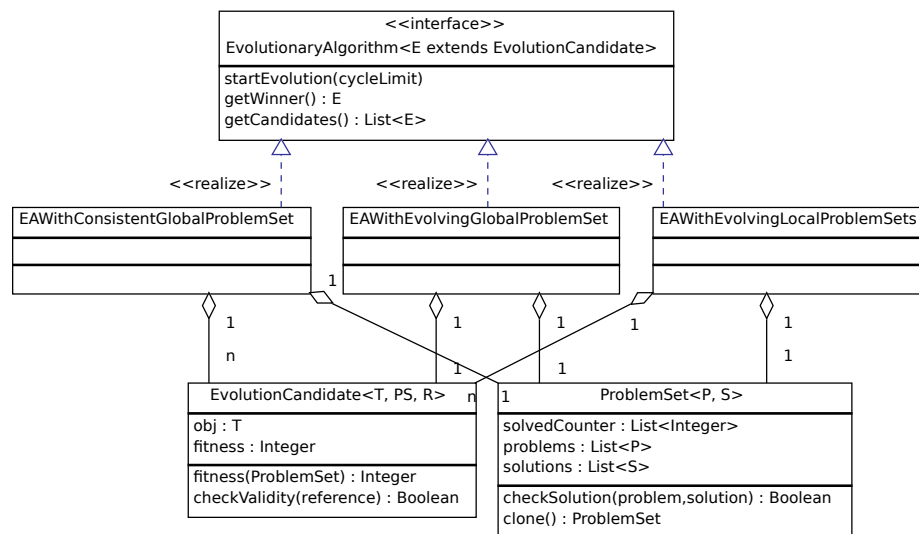 <<interface>>
EvolutionaryAlgorithm<E extends EvolutionCandidate>
startEvolution(cycleLimit)
getWinner() : E
getCandidates() : List<E>
<<realize>>
<<realize>>
<<realize>>
EAWithConsistentGlobalProblemSet
EAWithEvolvingGlobalProblemSet
EAWithEvolvingLocalProblemSets
1
1
1
1
1
1
n
1
1
1
n
1
EvolutionCandidate<T, PS, R>
obj : T
fitness : Integer
fitness(ProblemSet) : Integer
checkValidity(reference) : Boolean
ProblemSet<P, S>
solvedCounter : List<Integer>
problems : List<P>
solutions : List<S>
checkSolution(problem,solution) : Boolean
clone() : ProblemSet